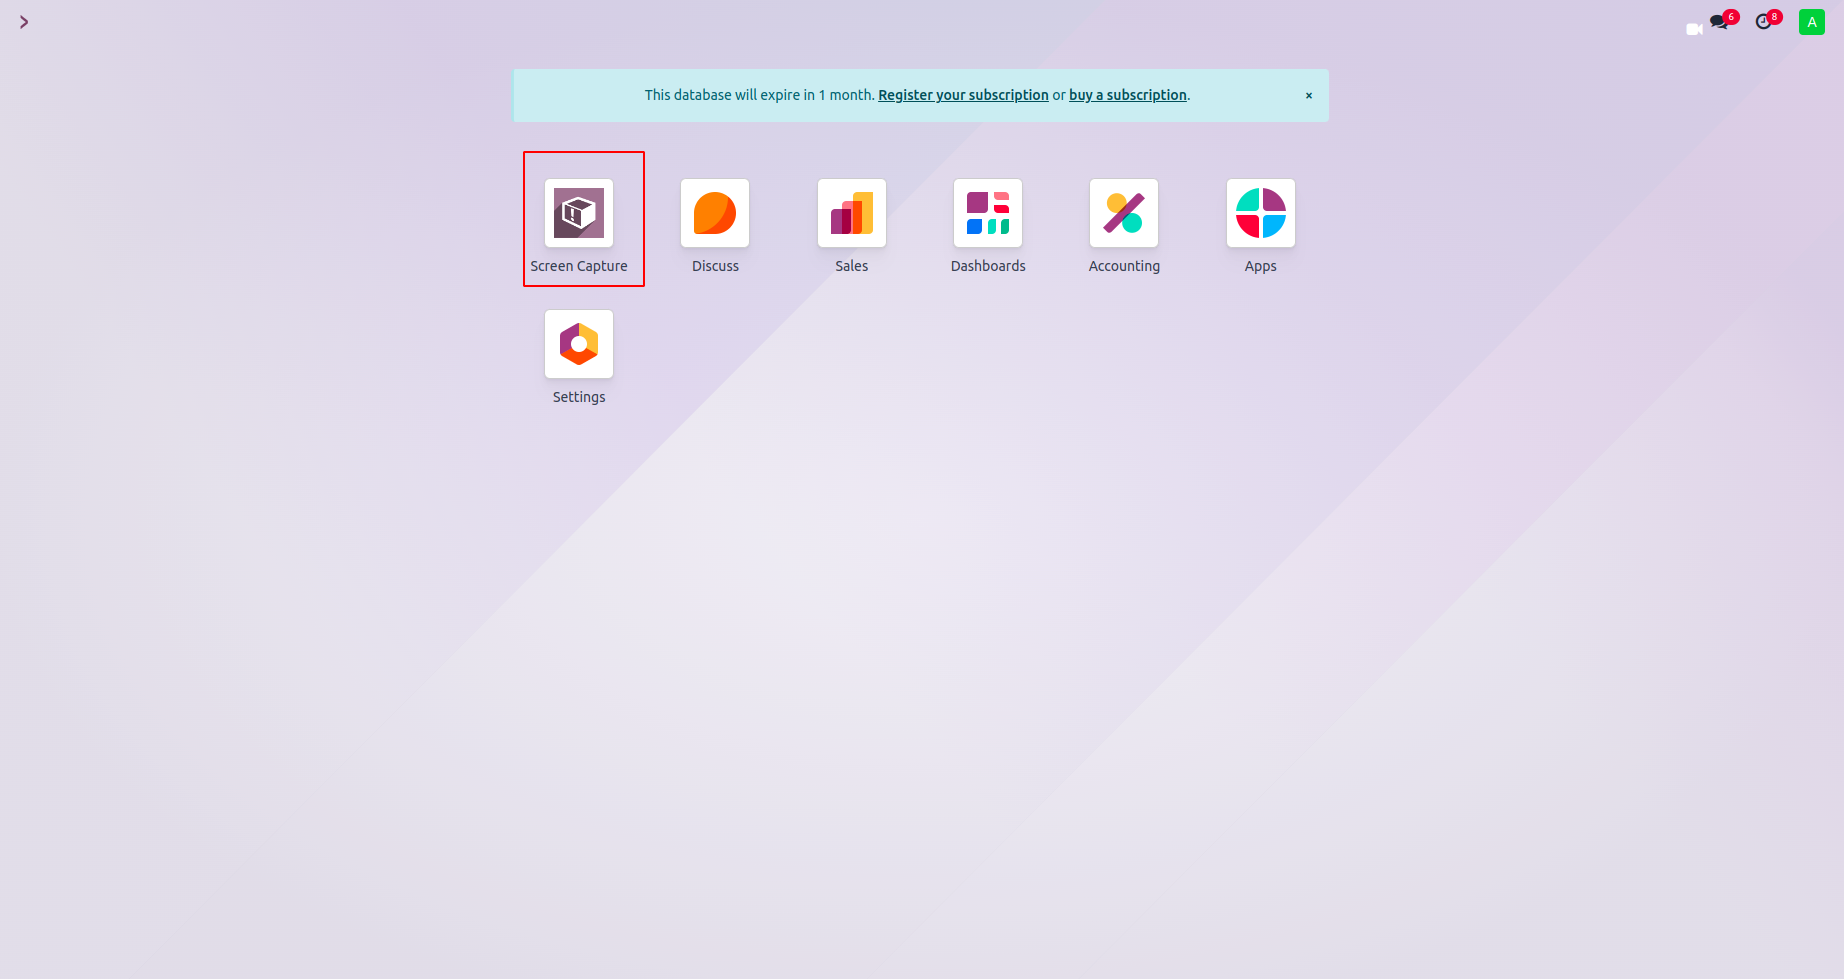 6
8
A
This database will expire in 1 month. Register your subscription or buy a subscription.
×
Screen Capture
Discuss
Sales
Dashboards
Accounting
Apps
Settings